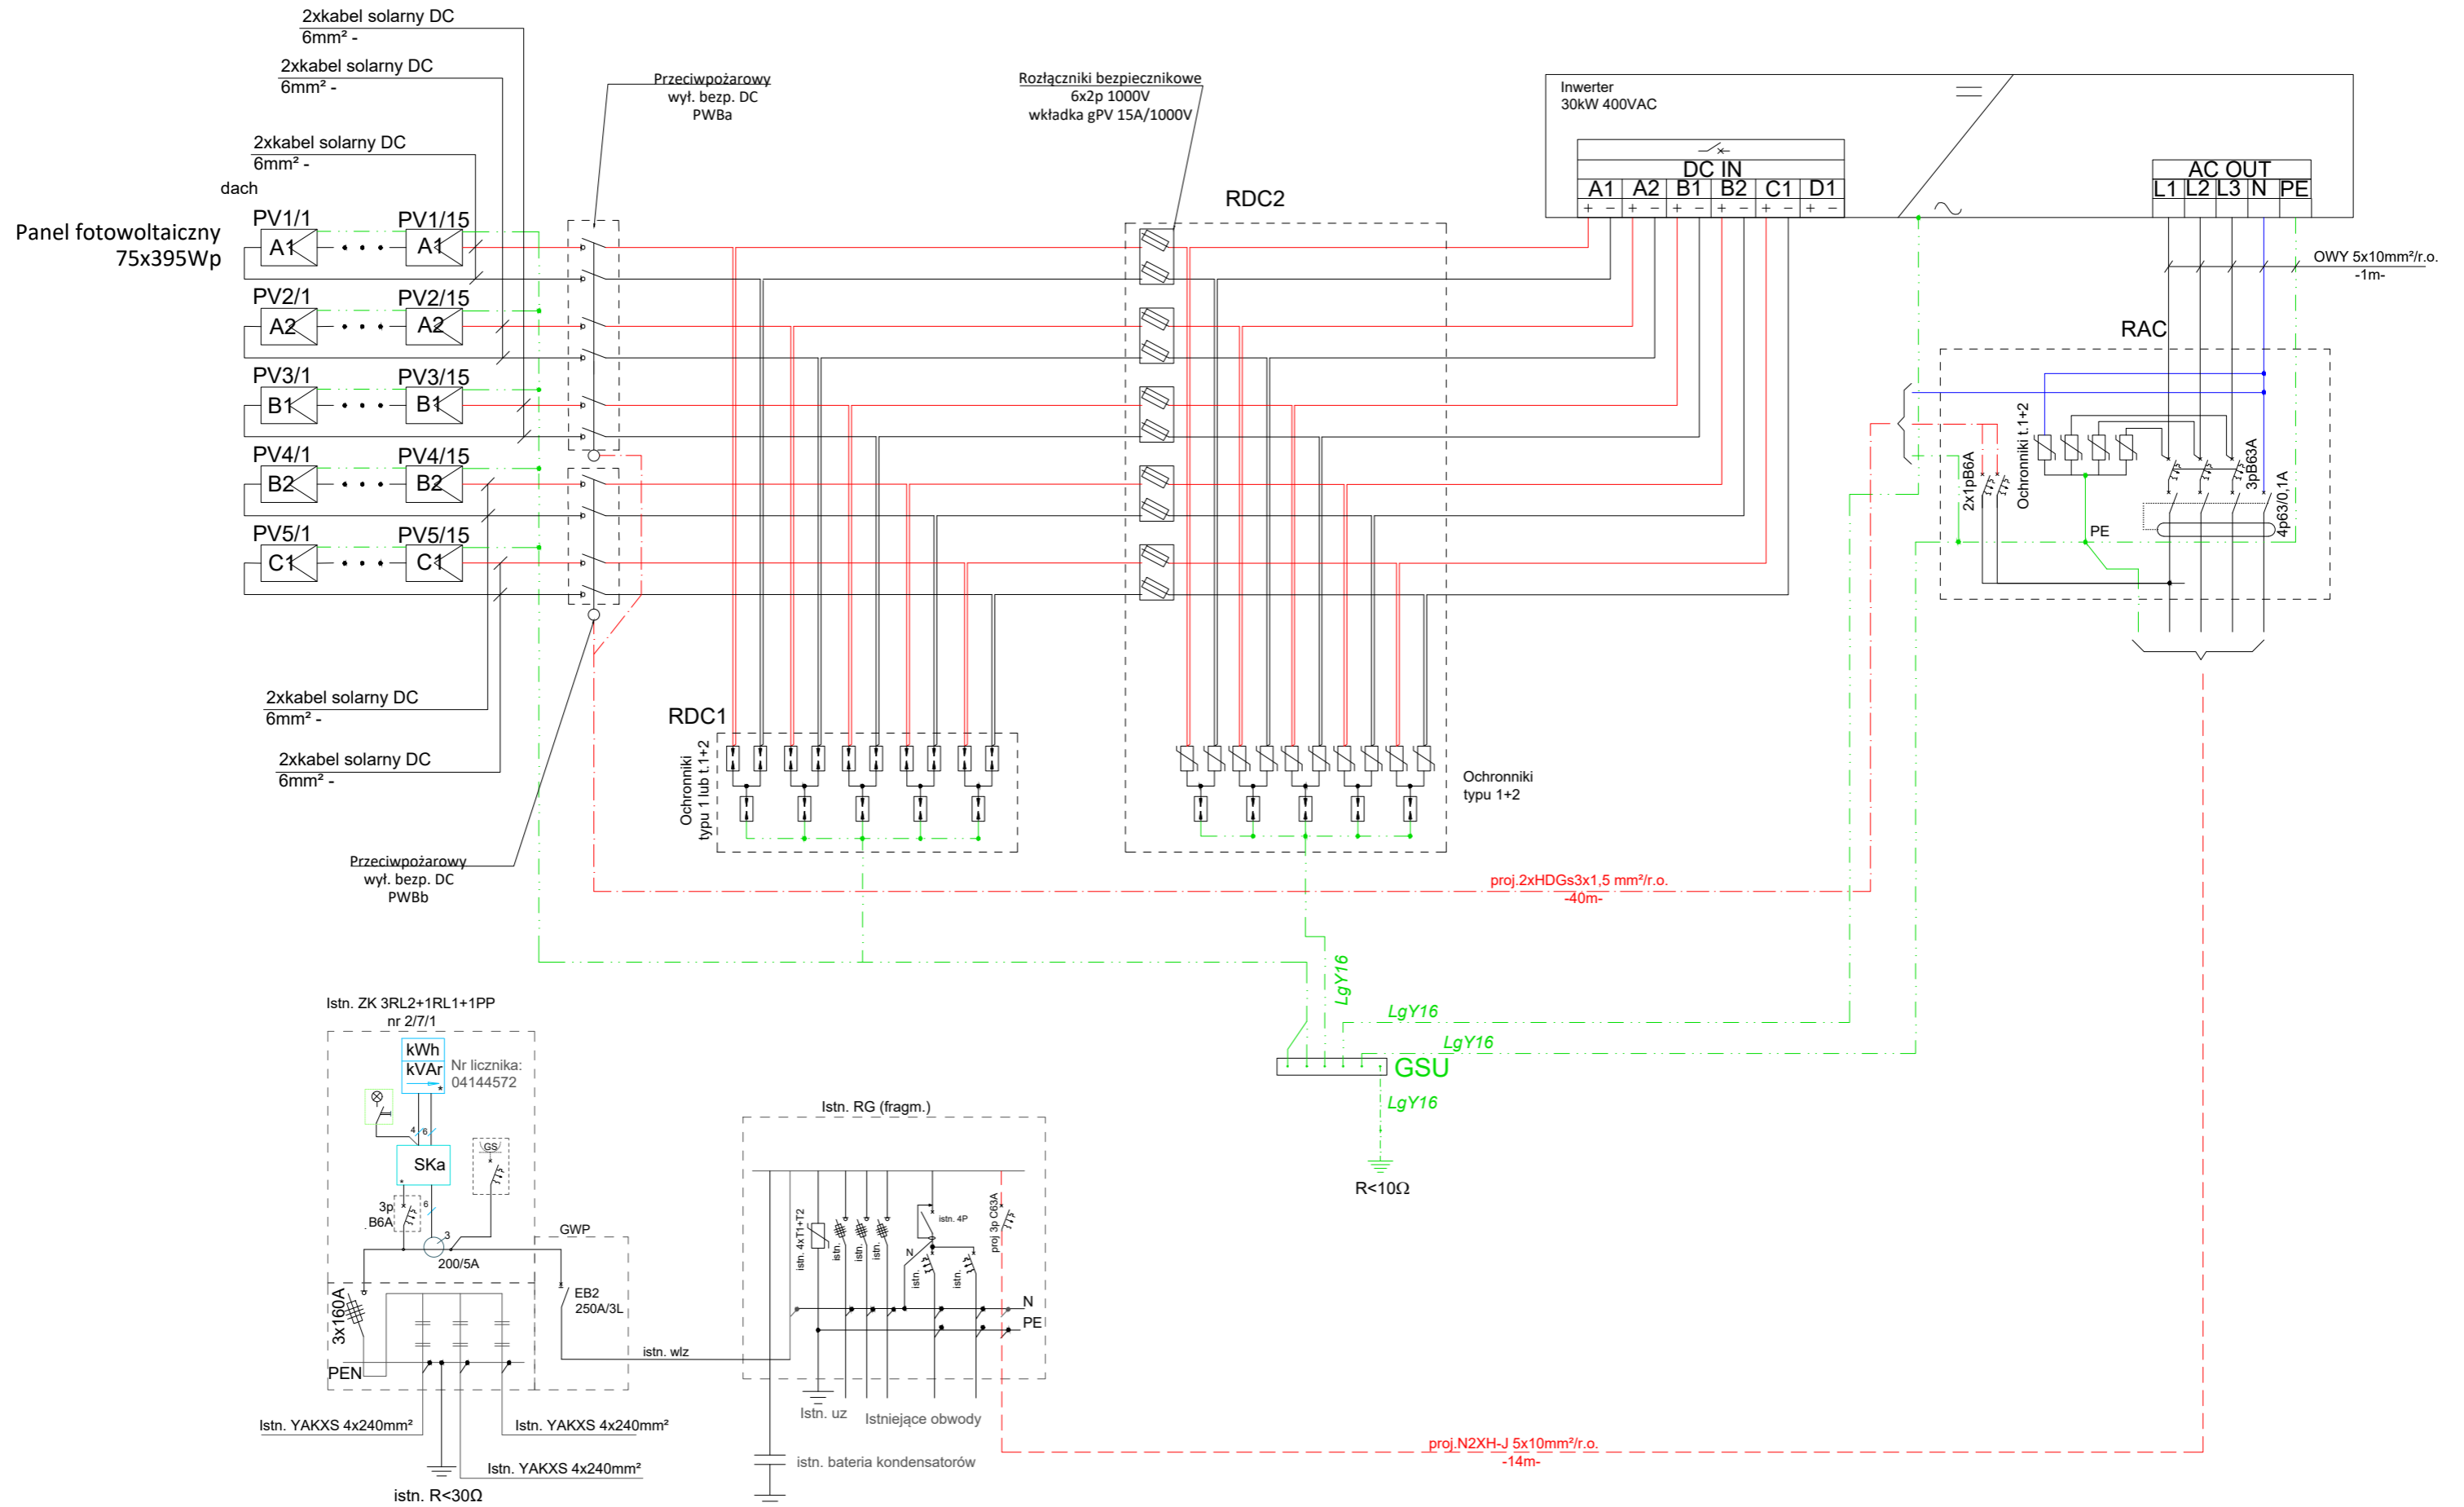 2xkabel solarny DC
6mm² -
2xkabel solarny DC
6mm² -
2xkabel solarny DC
6mm² -
dach
Panel fotowoltaiczny
75x395Wp
PV1/1
PV1/15
A1
A1
PV2/1
PV2/15
A2
A2
PV3/1
PV3/15
B1
B1
PV4/1
PV4/15
B2
B2
PV5/1
PV5/15
C1
C1
2xkabel solarny DC
6mm² -
2xkabel solarny DC
6mm² -
Przeciwpożarowy
wył. bezp. DC
PWBa
Przeciwpożarowy
wył. bezp. DC
PWBb
Rozłączniki bezpiecznikowe
6x2p 1000V
wkładka gPV 15A/1000V
RDC1
Ochronniki
typu 1 lub t.1+2
RDC2
Ochronniki
typu 1+2
Inwerter
30kW 400VAC
DC IN
A1 A2 B1 B2 C1 D1
+ − + − + − + − + − + −
AC OUT
L1 L2 L3 N PE
OWY 5x10mm²/r.o.
-1m-
RAC
2x1pB6A
Ochronniki t.1+2
3pB63A
4p63/0,1A
PE
proj.2xHDGs3x1,5 mm²/r.o.
-40m-
LgY16
LgY16
LgY16
GSU
LgY16
R<10Ω
Istn. ZK 3RL2+1RL1+1PP
nr 2/7/1
kWh
kVAr
*
Nr licznika:
04144572
4
6
SKa
*
GS
3p
B6A
6
3
200/5A
GWP
EB2
250A/3L
3x160A
PEN
Istn. YAKXS 4x240mm²
Istn. YAKXS 4x240mm²
Istn. YAKXS 4x240mm²
istn. R<30Ω
istn. wlz
Istn. RG (fragm.)
istn. 4xT1+T2
istn.
istn.
istn.
istn. 4P
N
istn.
istn.
proj 3p C63A
N
PE
Istn. uz
Istniejące obwody
istn. bateria kondensatorów
proj.N2XH-J 5x10mm²/r.o.
-14m-